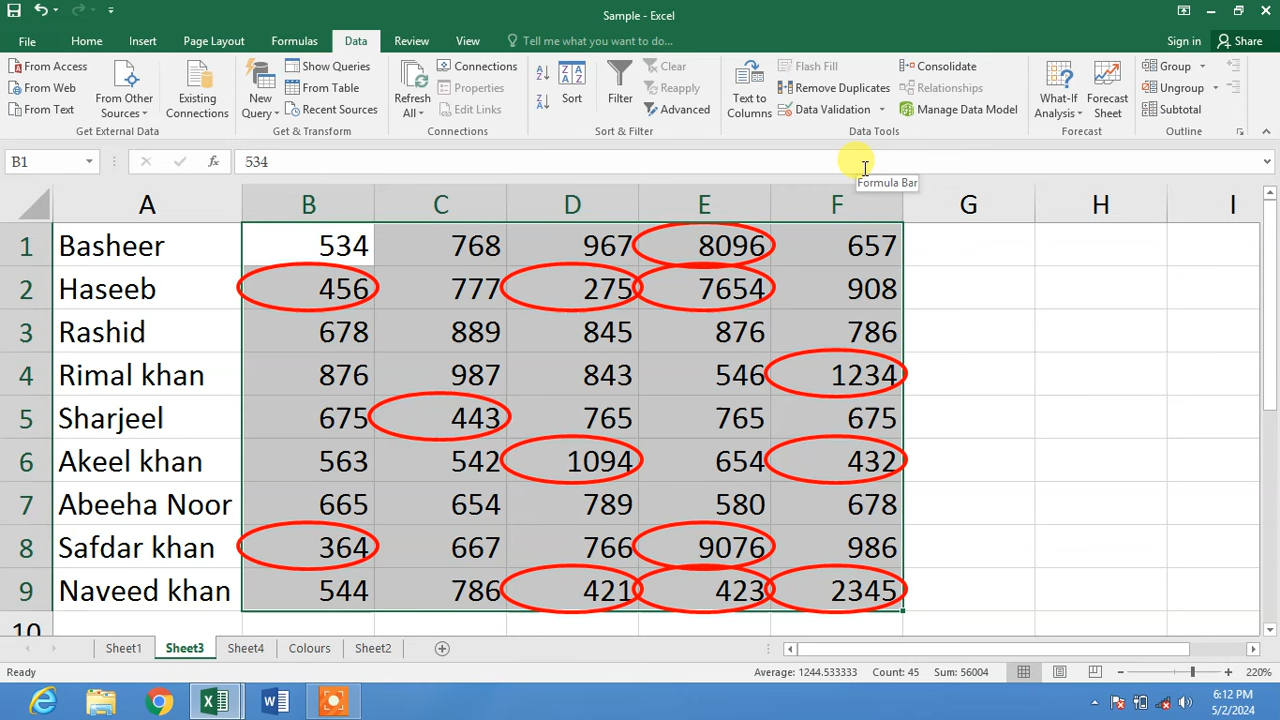 Sample - Excel
File Home Insert Page Layout Formulas Data Review View Tell me what you want to do... Sign in Share
From Access
From Web
From Text
From Other Sources
Existing Connections
Get External Data
New Query
Show Queries
From Table
Recent Sources
Get & Transform
Refresh All
Connections
Properties
Edit Links
Connections
Sort
Filter
Clear
Reapply
Advanced
Sort & Filter
Text to Columns
Flash Fill
Remove Duplicates
Data Validation
Consolidate
Relationships
Manage Data Model
Data Tools
What-If Analysis
Forecast Sheet
Forecast
Group
Ungroup
Subtotal
Outline
B1 fx 534
Formula Bar
A B C D E F G H I
1 Basheer 534 768 967 8096 657
2 Haseeb 456 777 275 7654 908
3 Rashid 678 889 845 876 786
4 Rimal khan 876 987 843 546 1234
5 Sharjeel 675 443 765 765 675
6 Akeel khan 563 542 1094 654 432
7 Abeeha Noor 665 654 789 580 678
8 Safdar khan 364 667 766 9076 986
9 Naveed khan 544 786 421 423 2345
10
Sheet1 Sheet3 Sheet4 Colours Sheet2
Ready Average: 1244.533333 Count: 45 Sum: 56004 220%
6:12 PM
5/2/2024